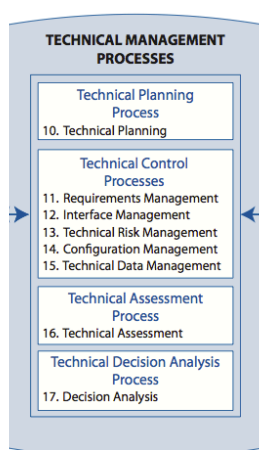 TECHNICAL MANAGEMENT
PROCESSES
Technical Planning
Process
10. Technical Planning
Technical Control
Processes
11. Requirements Management
12. Interface Management
13. Technical Risk Management
14. Configuration Management
15. Technical Data Management
Technical Assessment
Process
16. Technical Assessment
Technical Decision Analysis
Process
17. Decision Analysis